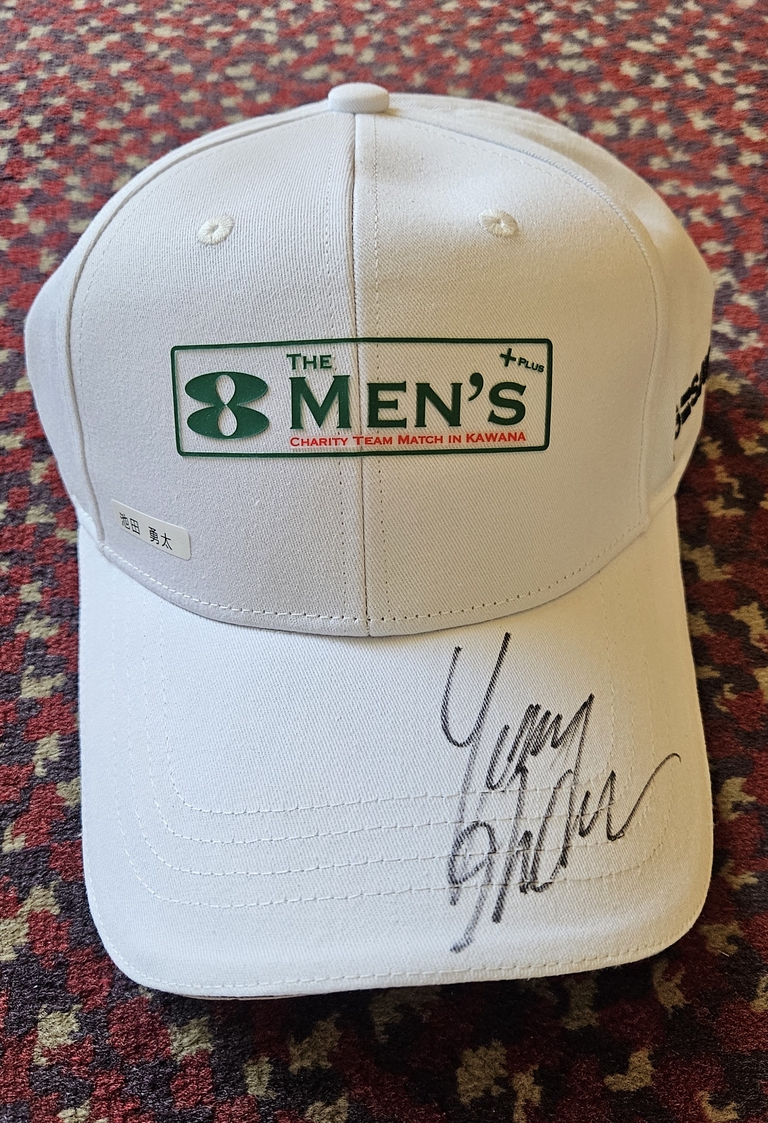 THE
+PLUS
MEN'S
CHARITY TEAM MATCH IN KAWANA
池田 勇太